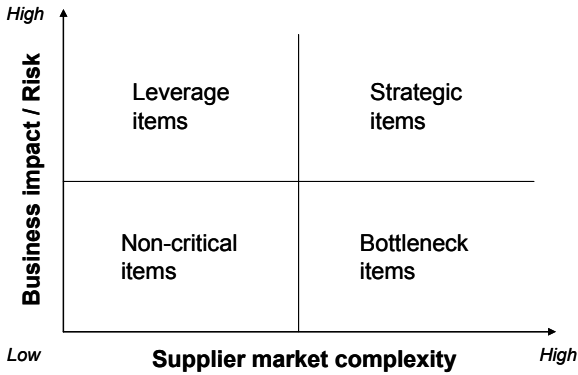 High
Business impact / Risk
Leverage
items
Strategic
items
Non-critical
items
Bottleneck
items
Low
Supplier market complexity
High